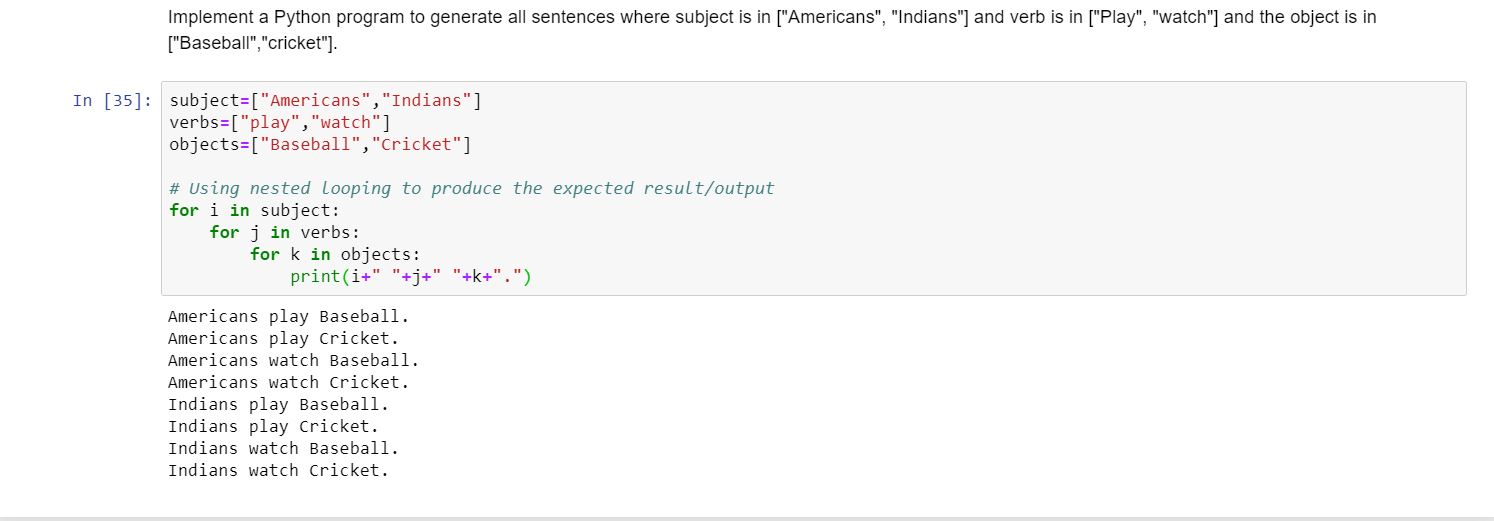 Implement a Python program to generate all sentences where subject is in ["Americans", "Indians"] and verb is in ["Play", "watch"] and the object is in
["Baseball","cricket"].
In [35]: subject=["Americans","Indians"]
verbs=["play","watch"]
objects=["Baseball","Cricket"]
# Using nested looping to produce the expected result/output
for i in subject:
    for j in verbs:
        for k in objects:
            print(i+" "+j+" "+k+".")
Americans play Baseball.
Americans play Cricket.
Americans watch Baseball.
Americans watch Cricket.
Indians play Baseball.
Indians play Cricket.
Indians watch Baseball.
Indians watch Cricket.